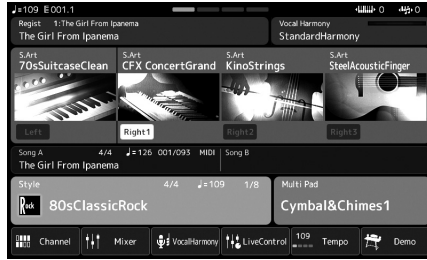 ♩=109 E001.1 0 0
Regist 1:The Girl From Ipanema
The Girl From Ipanema
Vocal Harmony
StandardHarmony
S.Art S.Art S.Art S.Art
70sSuitcaseClean CFX ConcertGrand KinoStrings SteelAcousticFinger
Left Right1 Right2 Right3
Song A 4/4 ♩=126 001/093 MIDI Song B
The Girl From Ipanema
Style 4/4 ♩=109 1/8 Multi Pad
Rock 80sClassicRock Cymbal&Chimes1
Channel Mixer VocalHarmony LiveControl 109 Tempo Demo